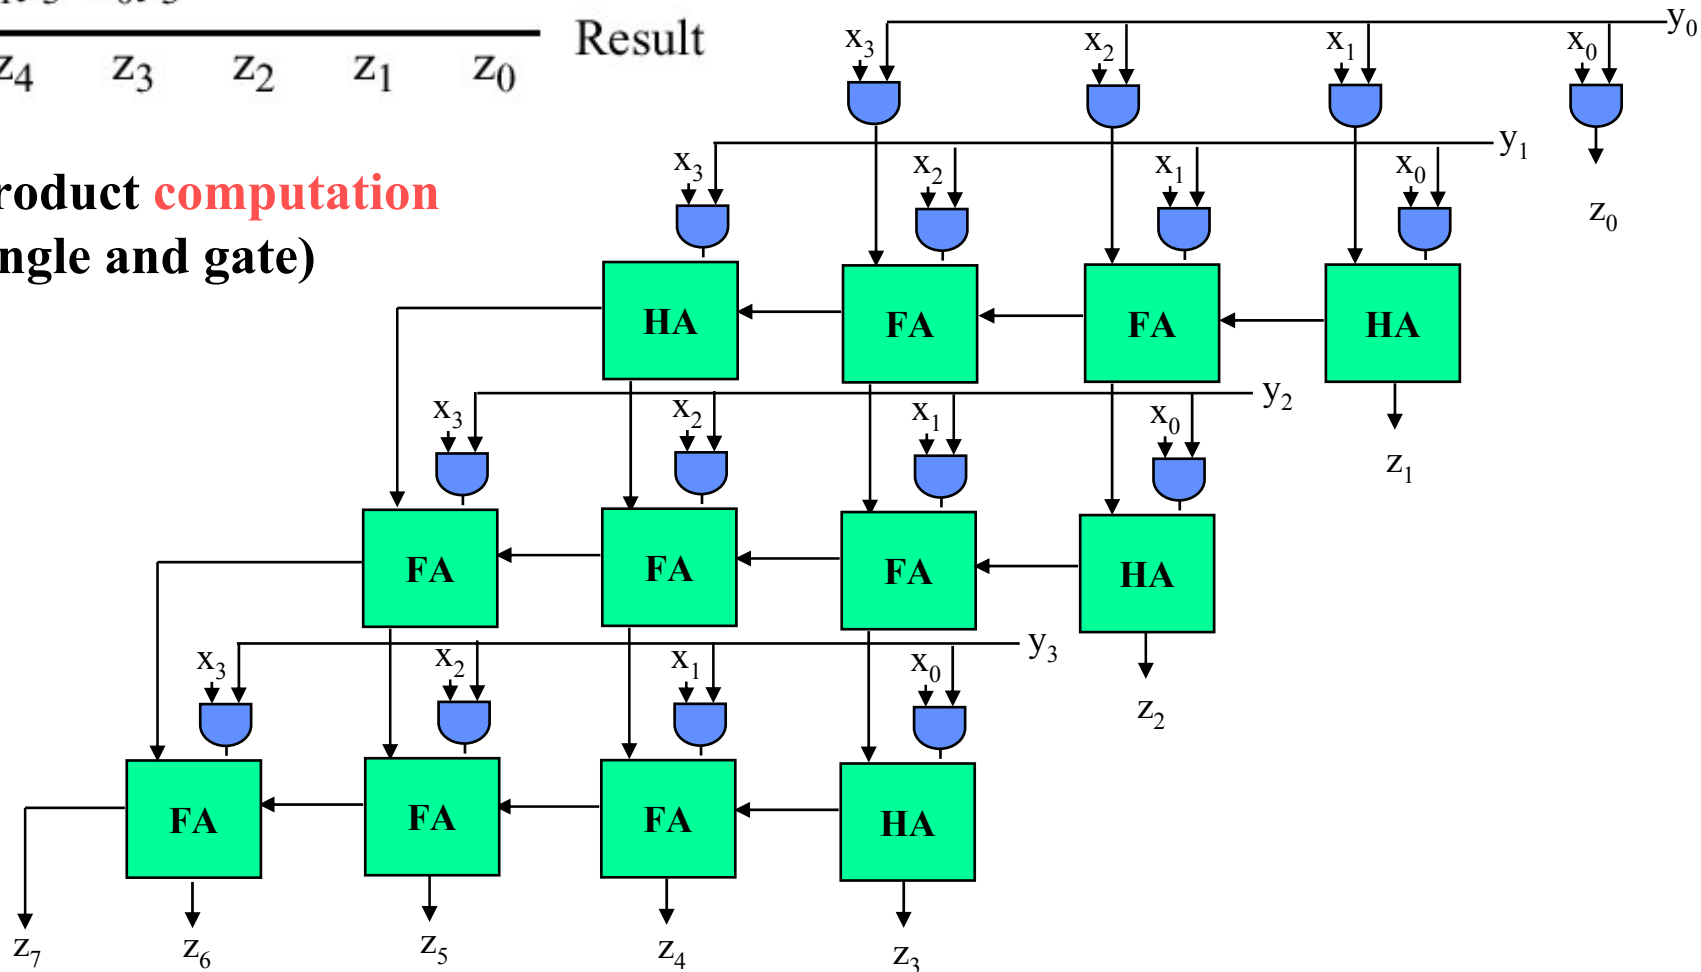 Result
z4 z3 z2 z1 z0
roduct computation
ngle and gate)
y0
x3 x2 x1 x0
y1
x3 x2 x1 x0
z0
HA FA FA HA
y2
x3 x2 x1 x0
z1
FA FA FA HA
y3
x3 x2 x1 x0
z2
FA FA FA HA
z7 z6 z5 z4 z3